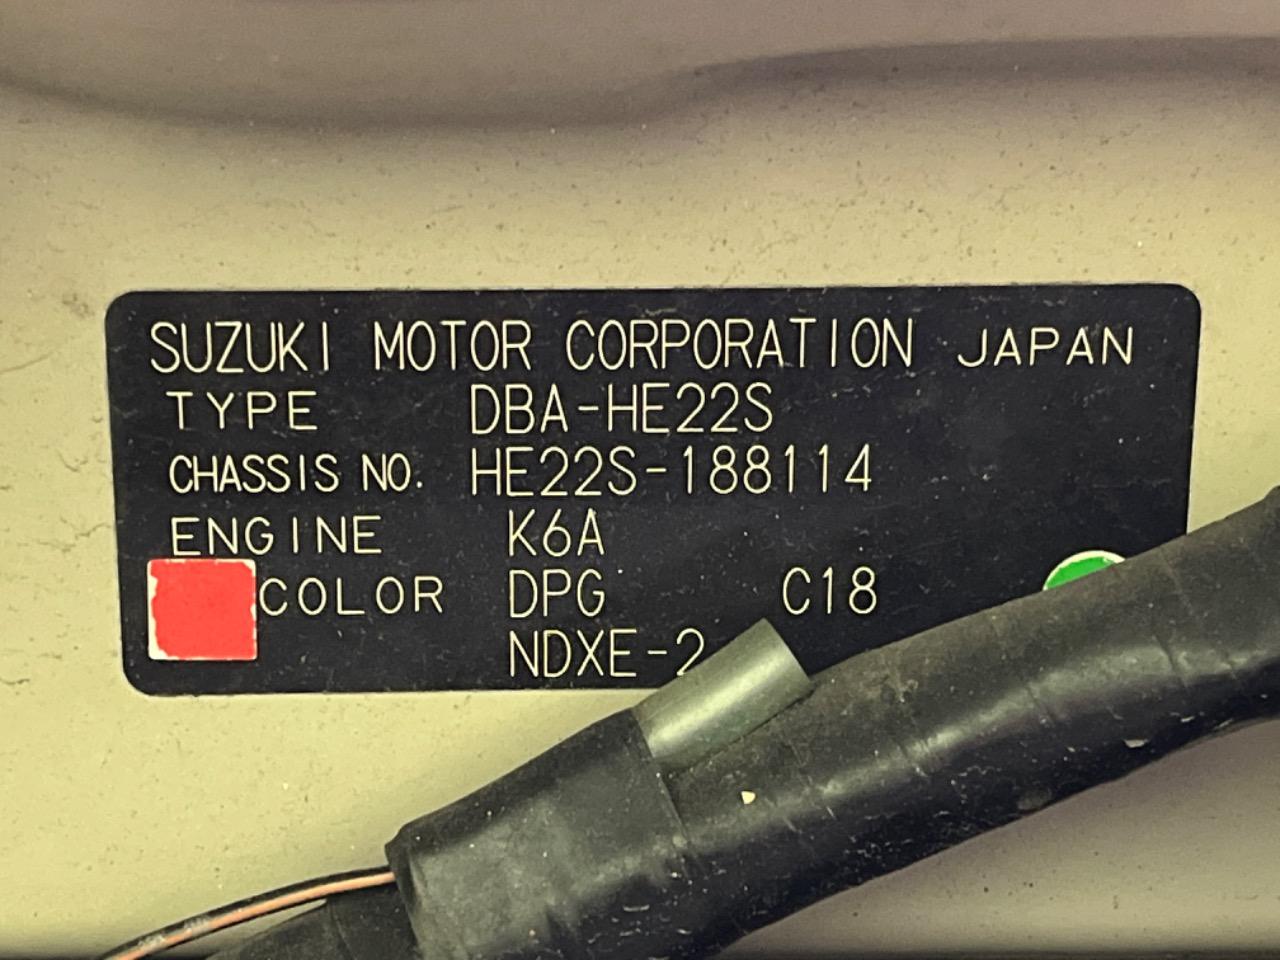 SUZUKI MOTOR CORPORATION JAPAN
TYPE DBA-HE22S
CHASSIS NO. HE22S-188114
ENGINE K6A
COLOR DPG C18
NDXE-2